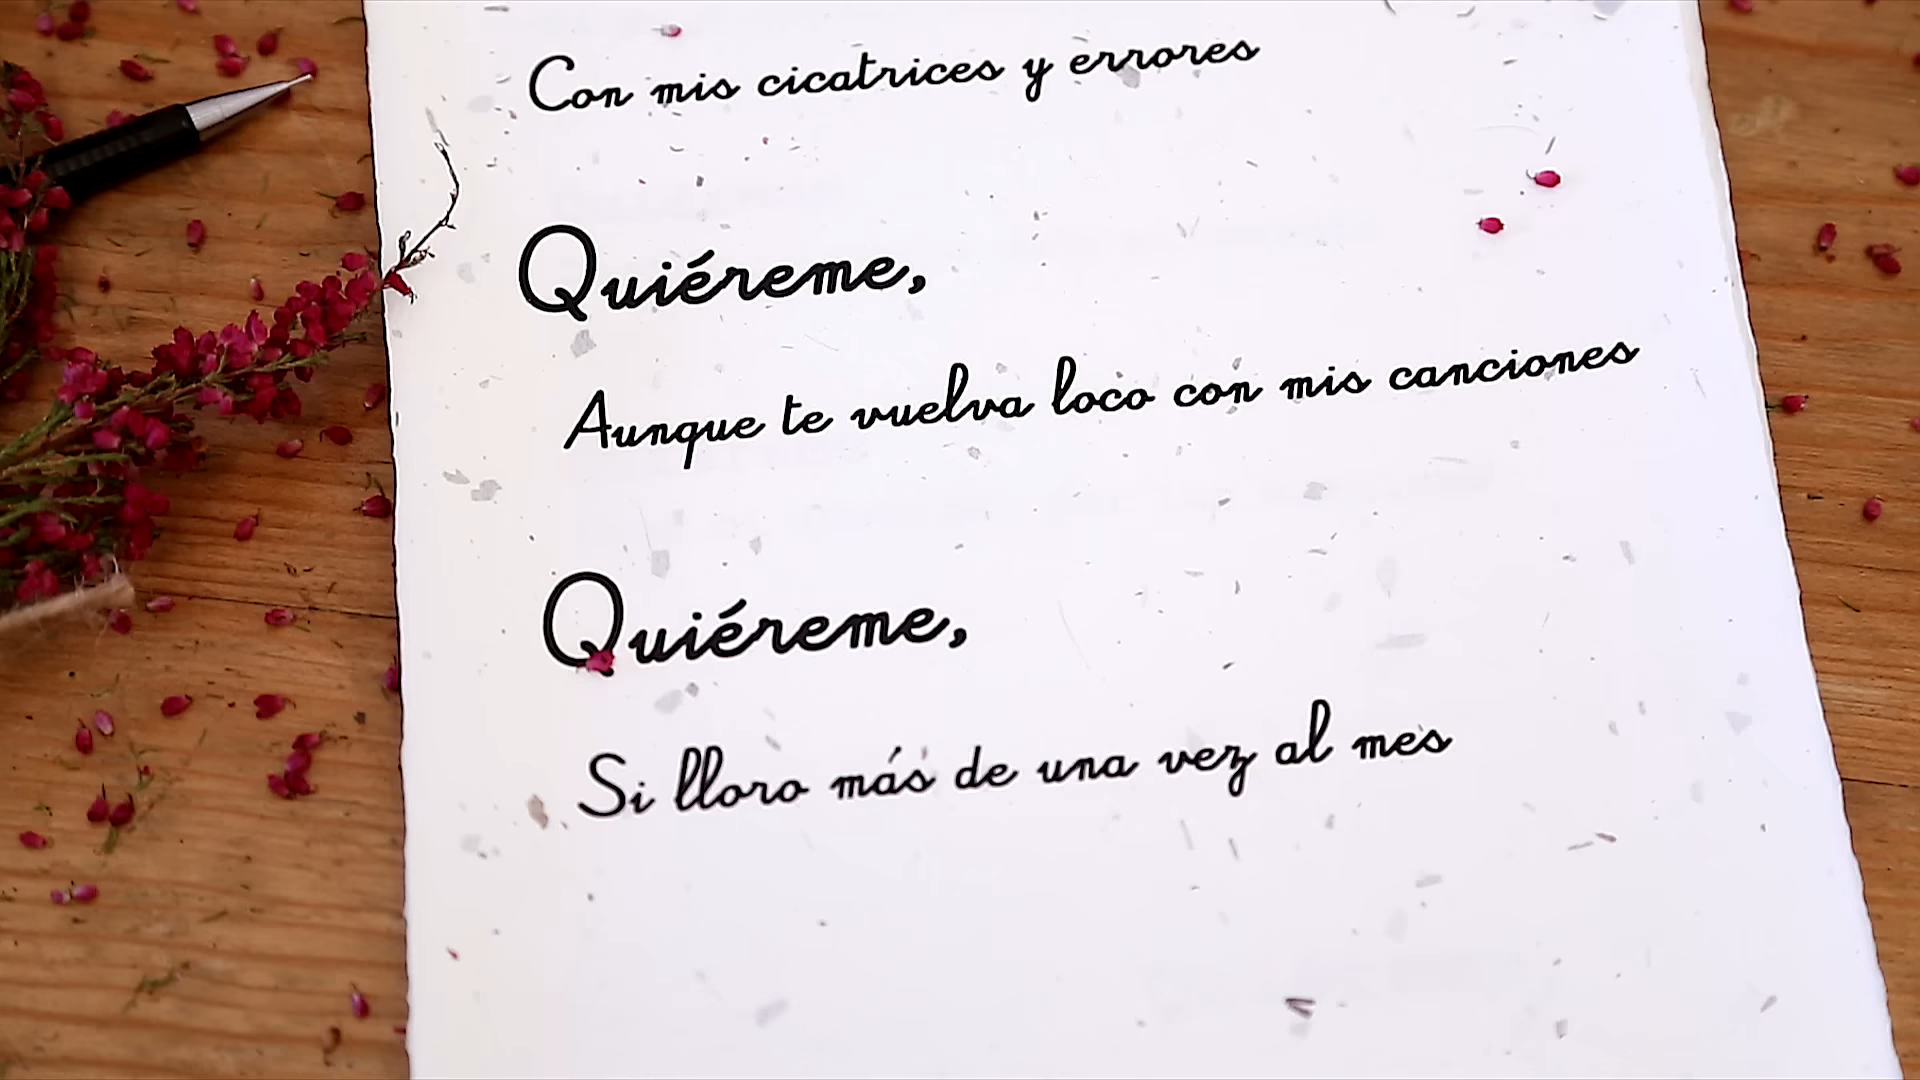 Con mis cicatrices y errores
Quiéreme,
Aunque te vuelva loco con mis canciones
Quiéreme,
Si lloro más de una vez al mes